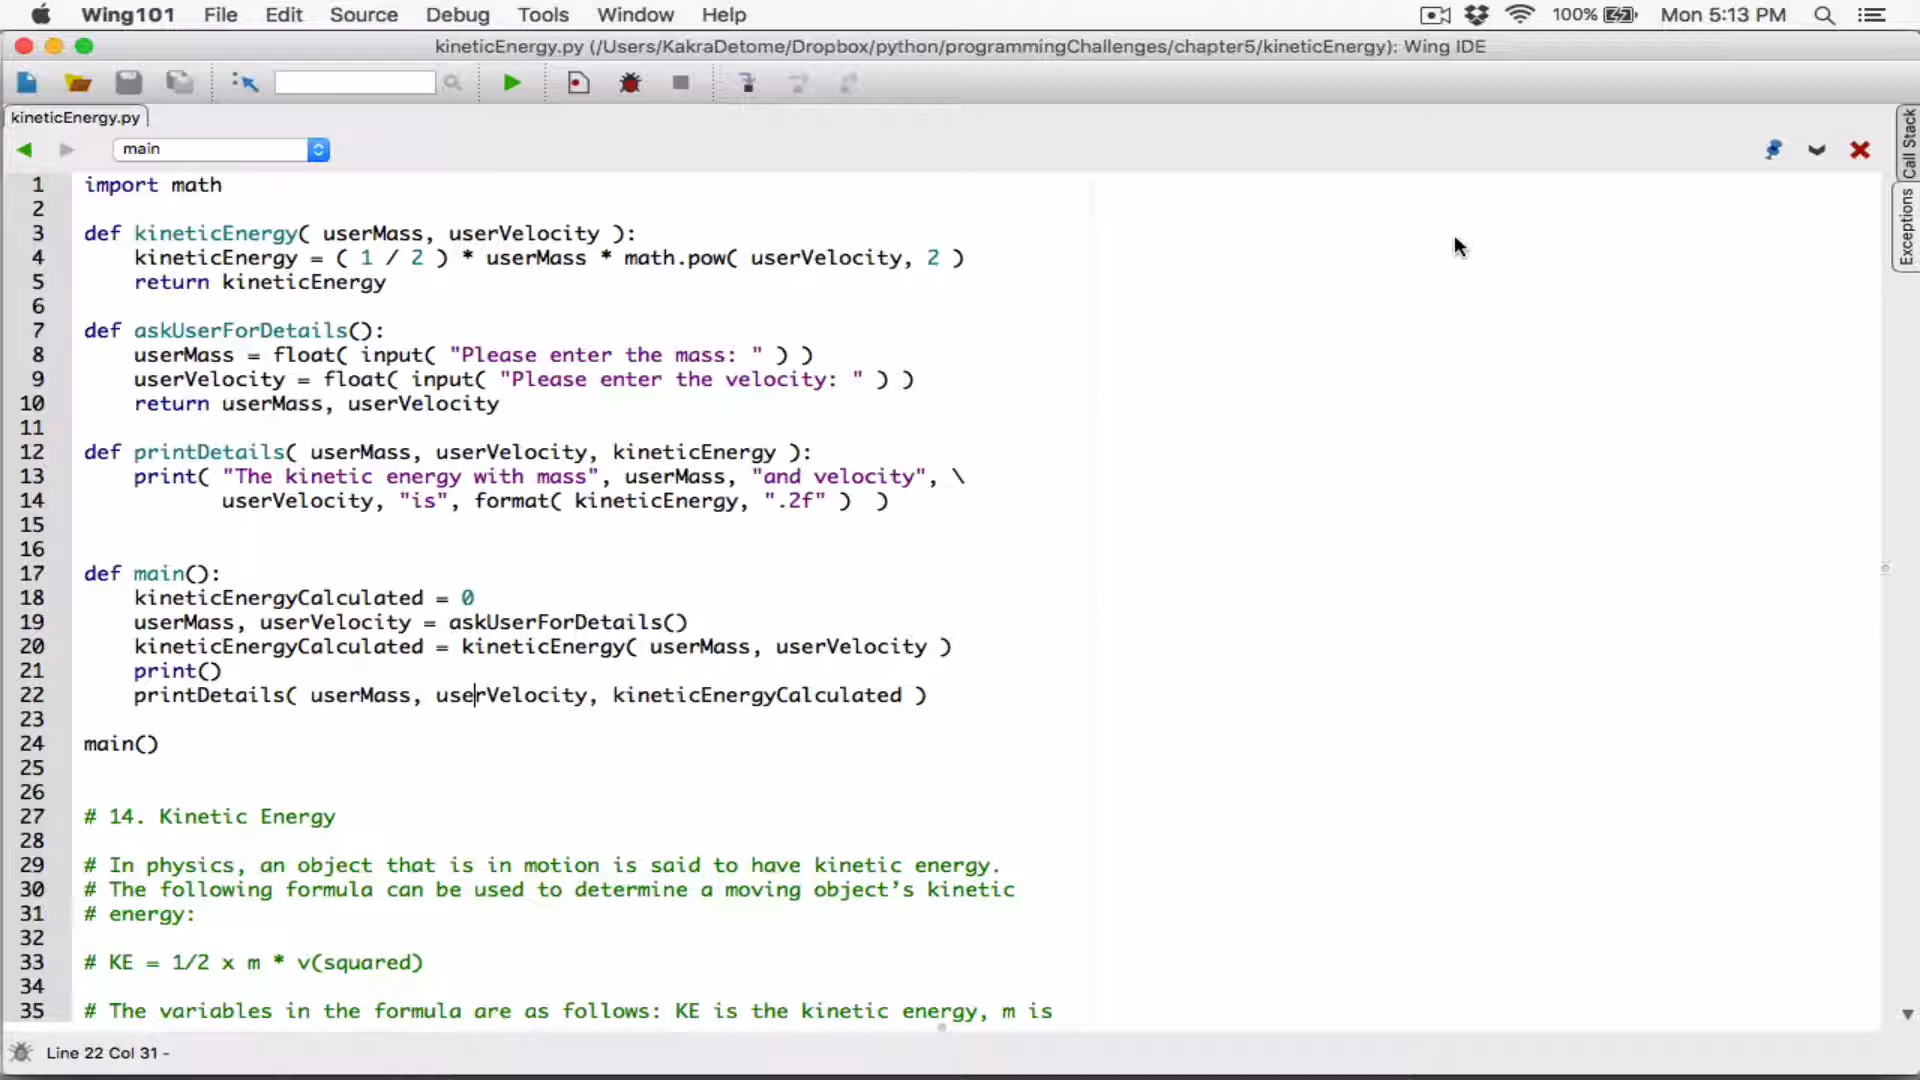 Wing101 File Edit Source Debug Tools Window Help 100% Mon 5:13 PM
kineticEnergy.py (/Users/KakraDetome/Dropbox/python/programmingChallenges/chapter5/kineticEnergy): Wing IDE
kineticEnergy.py
main
Call Stack
Exceptions
1 import math
2
3 def kineticEnergy( userMass, userVelocity ):
4     kineticEnergy = ( 1 / 2 ) * userMass * math.pow( userVelocity, 2 )
5     return kineticEnergy
6
7 def askUserForDetails():
8     userMass = float( input( "Please enter the mass: " ) )
9     userVelocity = float( input( "Please enter the velocity: " ) )
10     return userMass, userVelocity
11
12 def printDetails( userMass, userVelocity, kineticEnergy ):
13     print( "The kinetic energy with mass", userMass, "and velocity", \
14            userVelocity, "is", format( kineticEnergy, ".2f" )  )
15
16
17 def main():
18     kineticEnergyCalculated = 0
19     userMass, userVelocity = askUserForDetails()
20     kineticEnergyCalculated = kineticEnergy( userMass, userVelocity )
21     print()
22     printDetails( userMass, userVelocity, kineticEnergyCalculated )
23
24 main()
25
26
27 # 14. Kinetic Energy
28
29 # In physics, an object that is in motion is said to have kinetic energy.
30 # The following formula can be used to determine a moving object’s kinetic
31 # energy:
32
33 # KE = 1/2 x m * v(squared)
34
35 # The variables in the formula are as follows: KE is the kinetic energy, m is
Line 22 Col 31 -